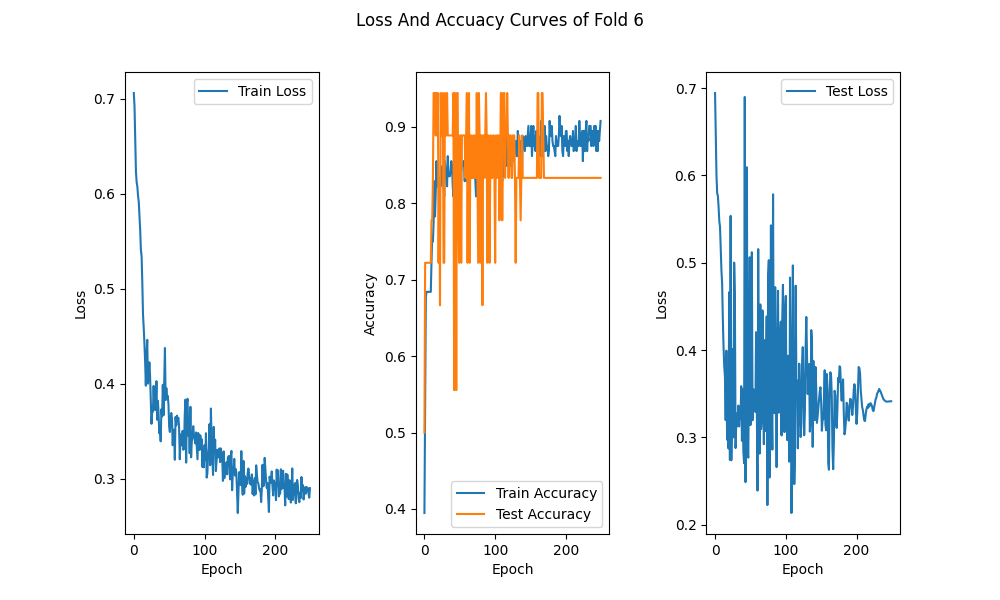 Loss And Accuacy Curves of Fold 6
Train Loss
0.7
0.6
0.5
0.4
0.3
Loss
0
100
200
Epoch
Train Accuracy
Test Accuracy
0.9
0.8
0.7
0.6
0.5
0.4
Accuracy
0
100
200
Epoch
Test Loss
0.7
0.6
0.5
0.4
0.3
0.2
Loss
0
100
200
Epoch